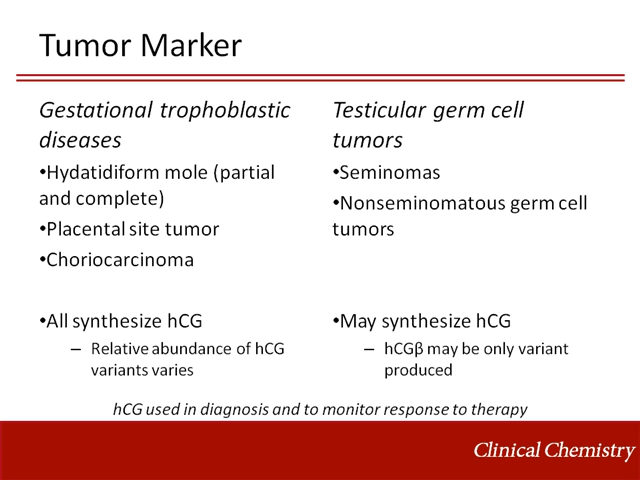 Tumor Marker
Gestational trophoblastic
diseases
•Hydatidiform mole (partial
and complete)
•Placental site tumor
•Choriocarcinoma
•All synthesize hCG
– Relative abundance of hCG
variants varies
Testicular germ cell
tumors
•Seminomas
•Nonseminomatous germ cell
tumors
•May synthesize hCG
– hCGβ may be only variant
produced
hCG used in diagnosis and to monitor response to therapy
Clinical Chemistry